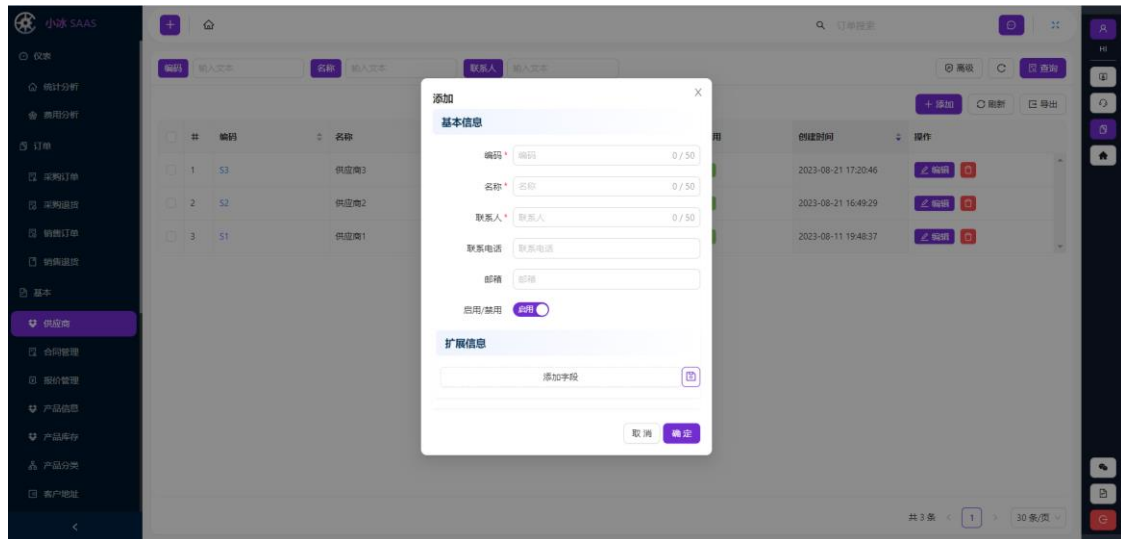 小冰 SAAS
订单搜索
HI
仪表
统计分析
费用分析
订单
采购订单
采购退货
销售订单
销售退货
基本
供应商
合同管理
报价管理
产品信息
产品库存
产品分类
客户地址
编码 输入文本 名称 输入文本 联系人 输入文本 高级 查询
添加 刷新 导出
# 编码 名称 用 创建时间 操作
1 S3 供应商3 2023-08-21 17:20:46 编辑
2 S2 供应商2 2023-08-21 16:49:29 编辑
3 S1 供应商1 2023-08-11 19:48:37 编辑
添加
基本信息
编码 * 编码 0 / 50
名称 * 名称 0 / 50
联系人 * 联系人 0 / 50
联系电话 联系电话
邮箱 邮箱
启用/禁用 启用
扩展信息
添加字段
取 消 确 定
共 3 条 < 1 > 30 条/页